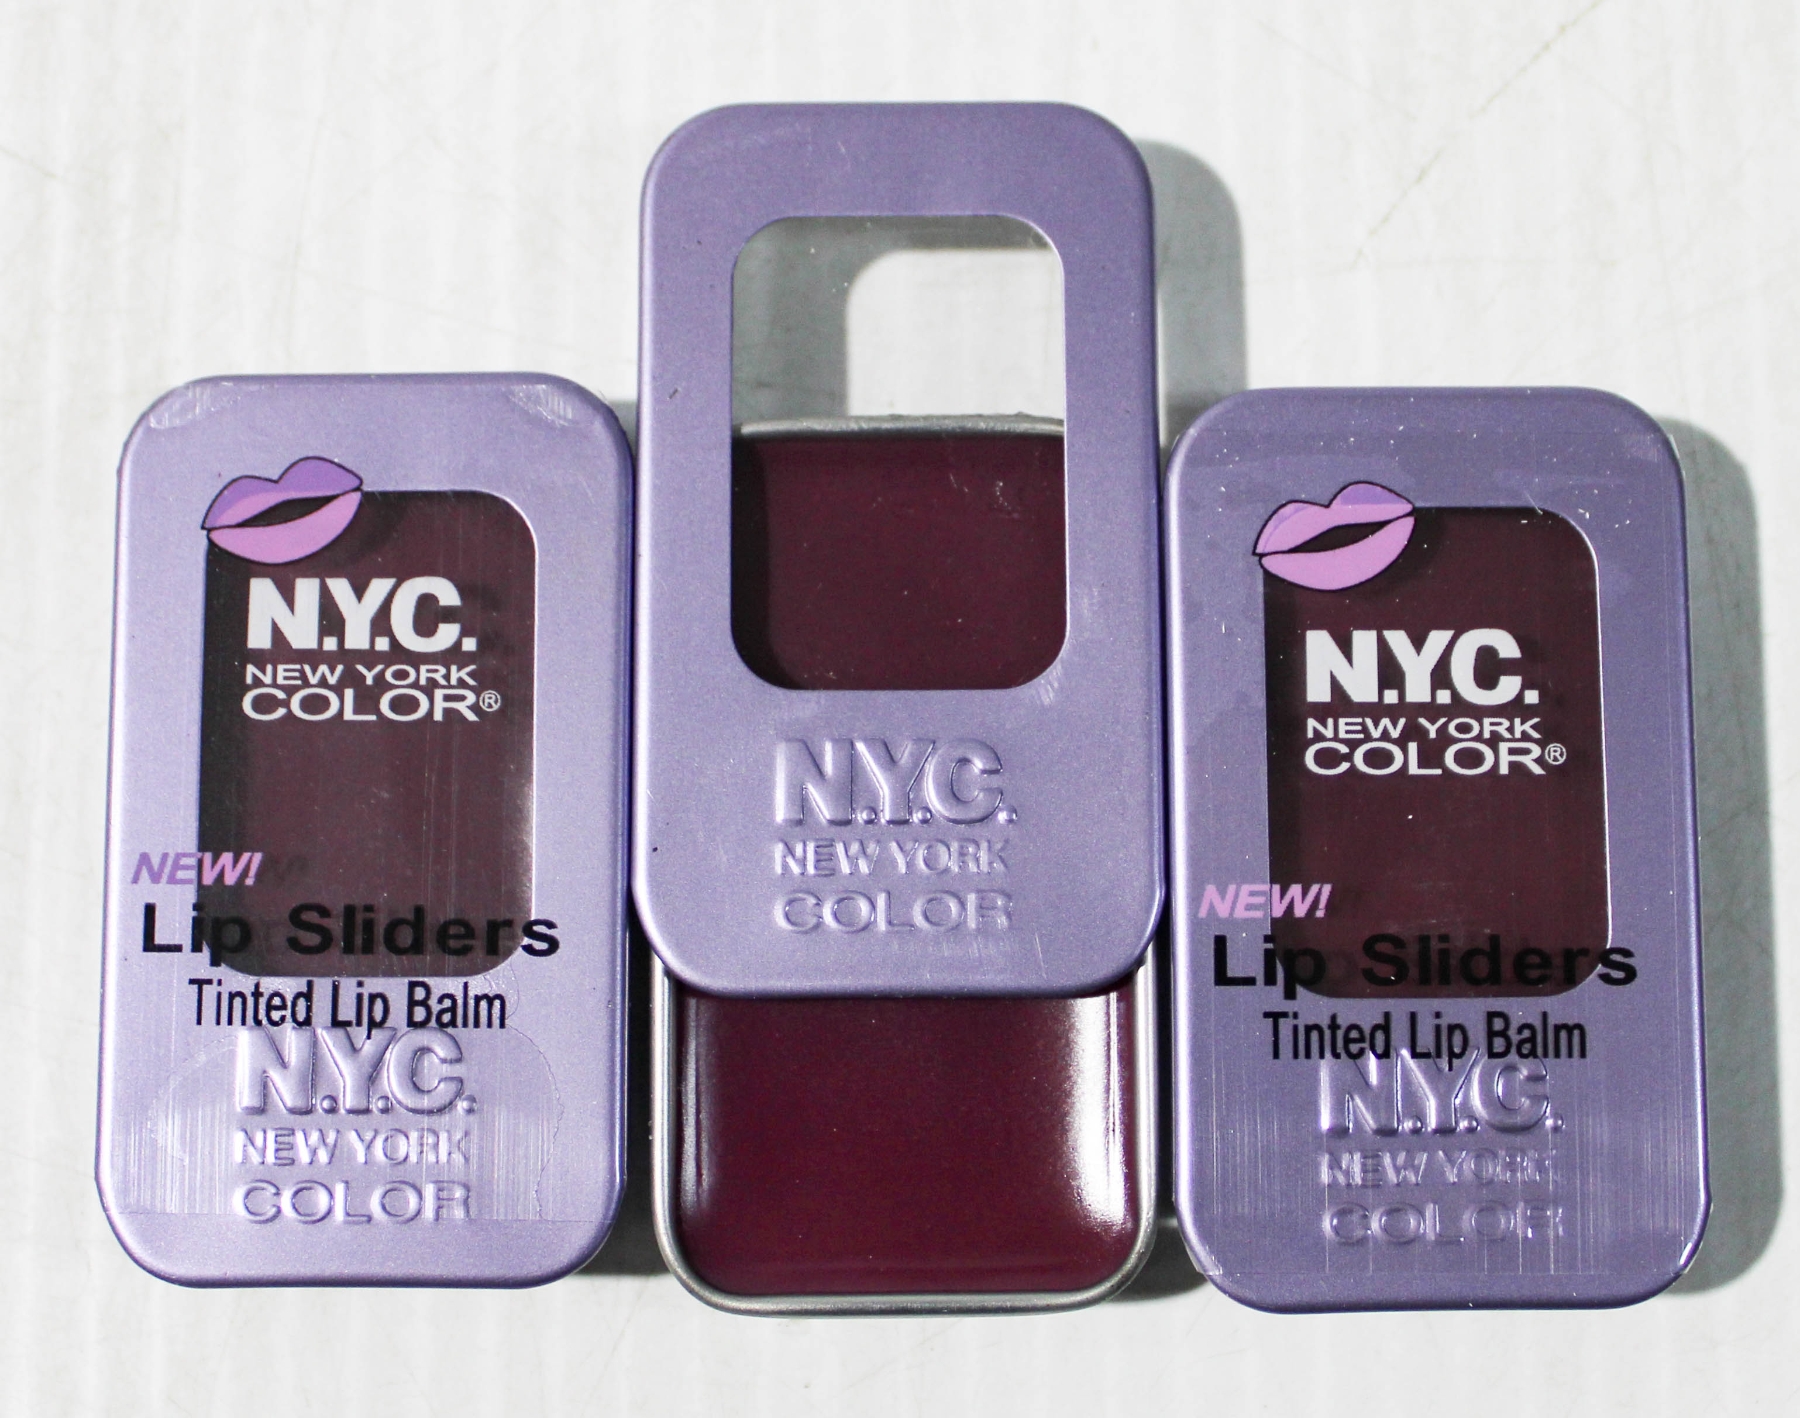 N.Y.C.
NEW YORK
COLOR®
NEW!
Lip Sliders
Tinted Lip Balm
N.Y.C.
NEW YORK
COLOR
N.Y.C.
NEW YORK
COLOR
N.Y.C.
NEW YORK
COLOR®
NEW!
Lip Sliders
Tinted Lip Balm
N.Y.C.
NEW YORK
COLOR